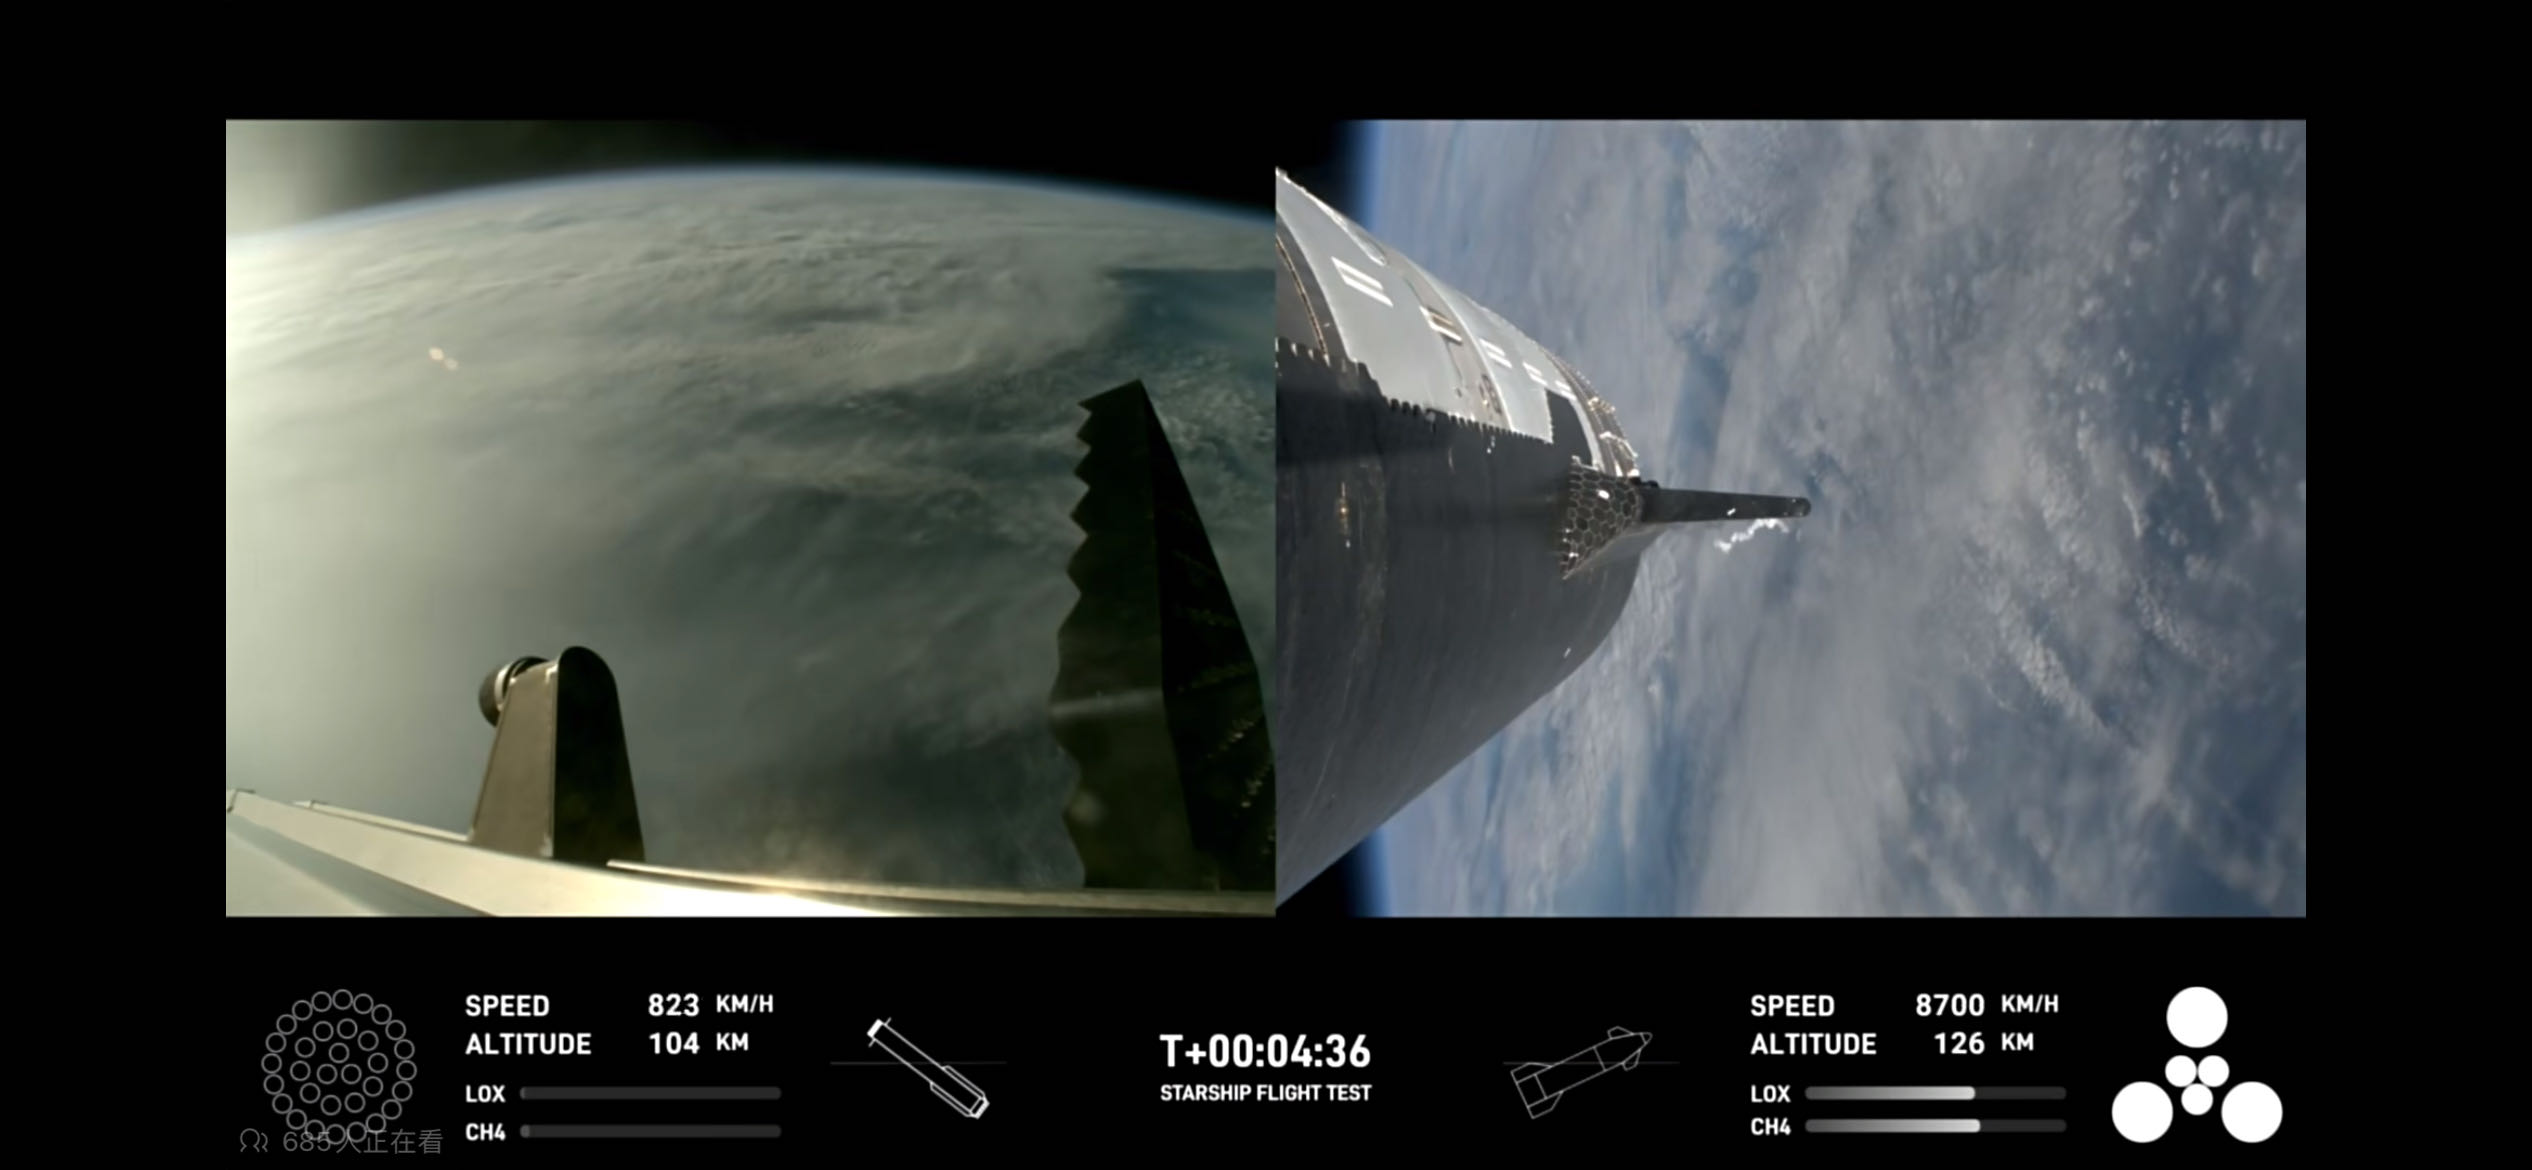 SPEED 823 KM/H
ALTITUDE 104 KM
LOX
CH4
685人正在看
T+00:04:36
STARSHIP FLIGHT TEST
SPEED 8700 KM/H
ALTITUDE 126 KM
LOX
CH4